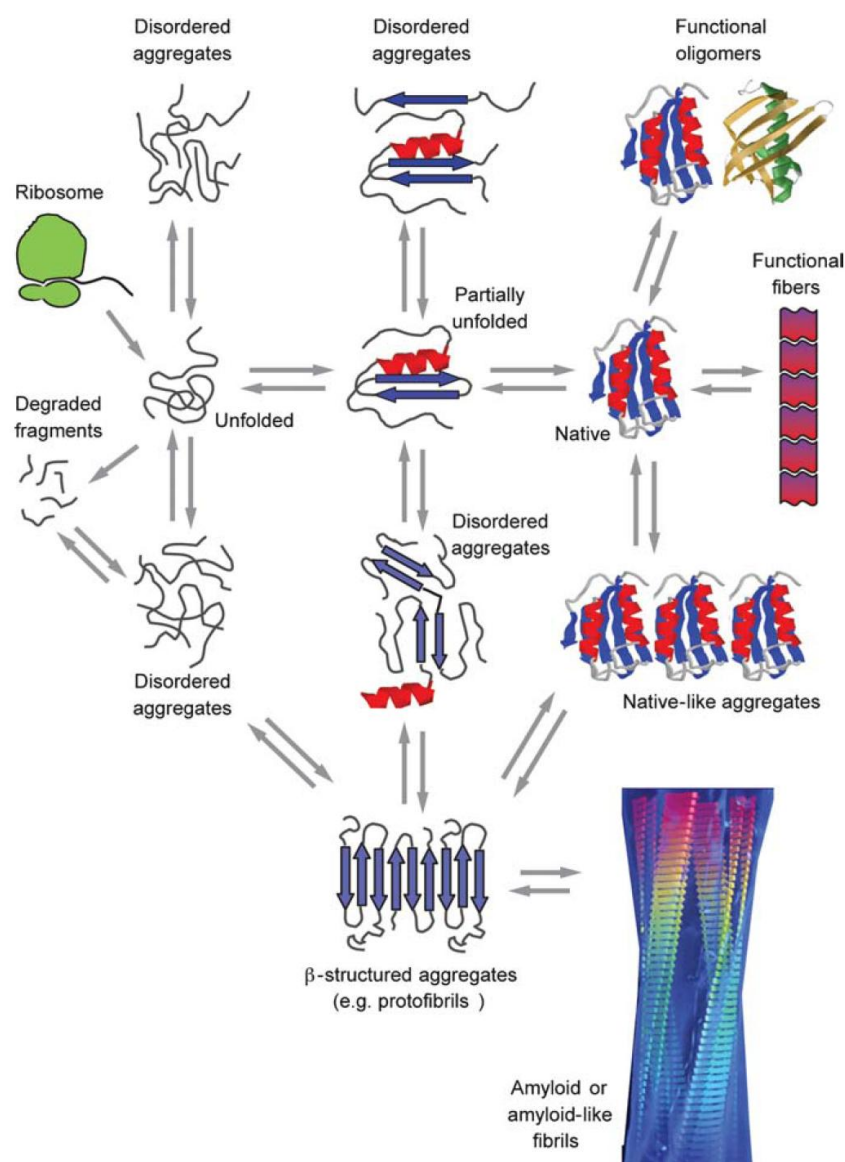 Disordered
aggregates
Disordered
aggregates
Functional
oligomers
Ribosome
Functional
fibers
Partially
unfolded
Degraded
fragments
Unfolded
Native
Disordered
aggregates
Disordered
aggregates
Native-like aggregates
β-structured aggregates
(e.g. protofibrils )
Amyloid or
amyloid-like
fibrils